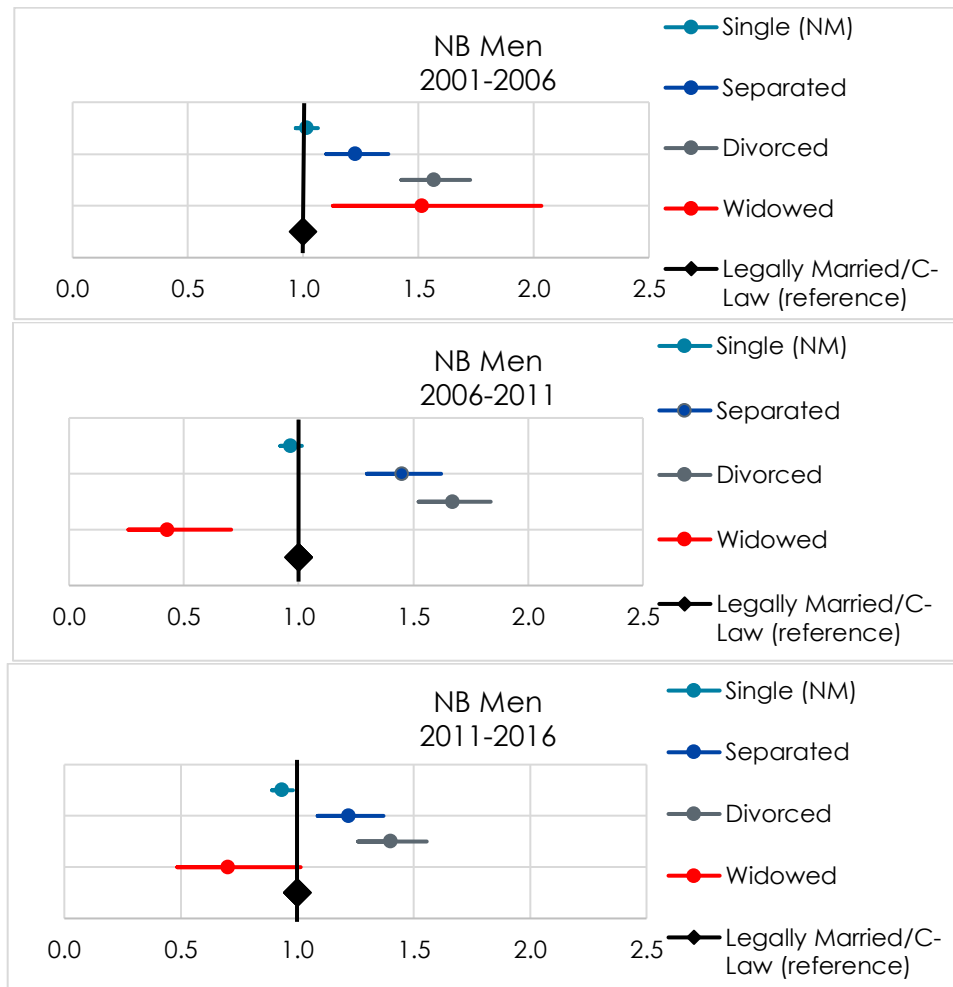 NB Men
2001-2006
Single (NM)
Separated
Divorced
Widowed
Legally Married/C-
Law (reference)
0.0 0.5 1.0 1.5 2.0 2.5
NB Men
2006-2011
Single (NM)
Separated
Divorced
Widowed
Legally Married/C-
Law (reference)
0.0 0.5 1.0 1.5 2.0 2.5
NB Men
2011-2016
Single (NM)
Separated
Divorced
Widowed
Legally Married/C-
Law (reference)
0.0 0.5 1.0 1.5 2.0 2.5